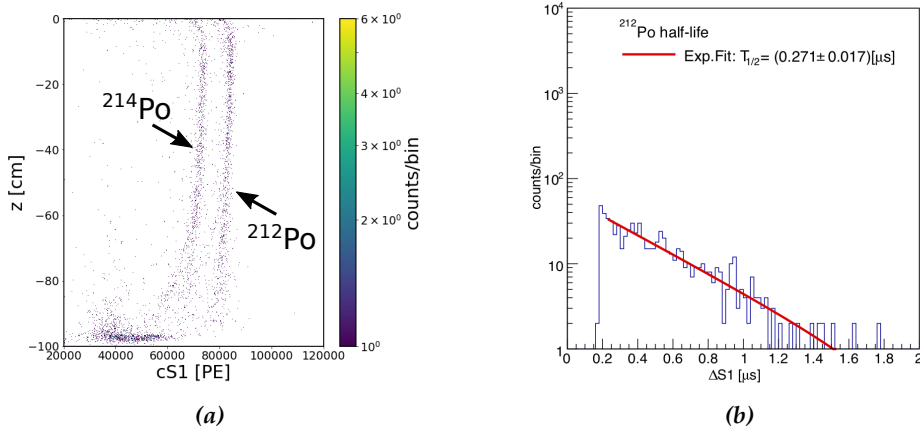 0
−20
−40
−60
−80
−100
z [cm]
20000 40000 60000 80000 100000 120000
cS1 [PE]
²¹⁴Po
²¹²Po
6 × 10⁰
4 × 10⁰
3 × 10⁰
2 × 10⁰
10⁰
counts/bin
(a)
10⁴
10³
10²
10
1
counts/bin
²¹²Po half-life
Exp.Fit: T₁/₂= (0.271± 0.017)[μs]
0 0.2 0.4 0.6 0.8 1 1.2 1.4 1.6 1.8 2
ΔS1 [μs]
(b)